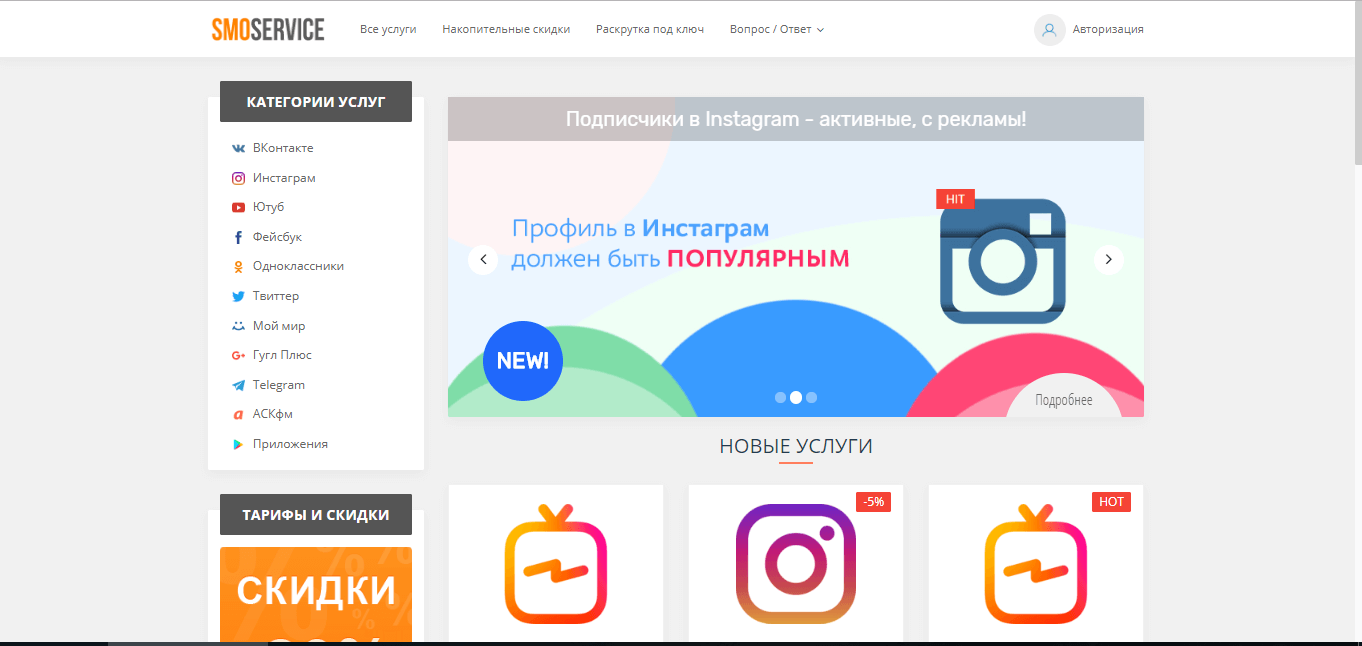 SMOSERVICE
Все услуги
Накопительные скидки
Раскрутка под ключ
Вопрос / Ответ
Авторизация
КАТЕГОРИИ УСЛУГ
ВКонтакте
Инстаграм
Ютуб
Фейсбук
Одноклассники
Твиттер
Мой мир
Гугл Плюс
Telegram
АСКфм
Приложения
ТАРИФЫ И СКИДКИ
СКИДКИ
Подписчики в Instagram - активные, с рекламы!
HIT
Профиль в Инстаграм
должен быть ПОПУЛЯРНЫМ
NEW!
Подробнее
НОВЫЕ УСЛУГИ
-5%
HOT